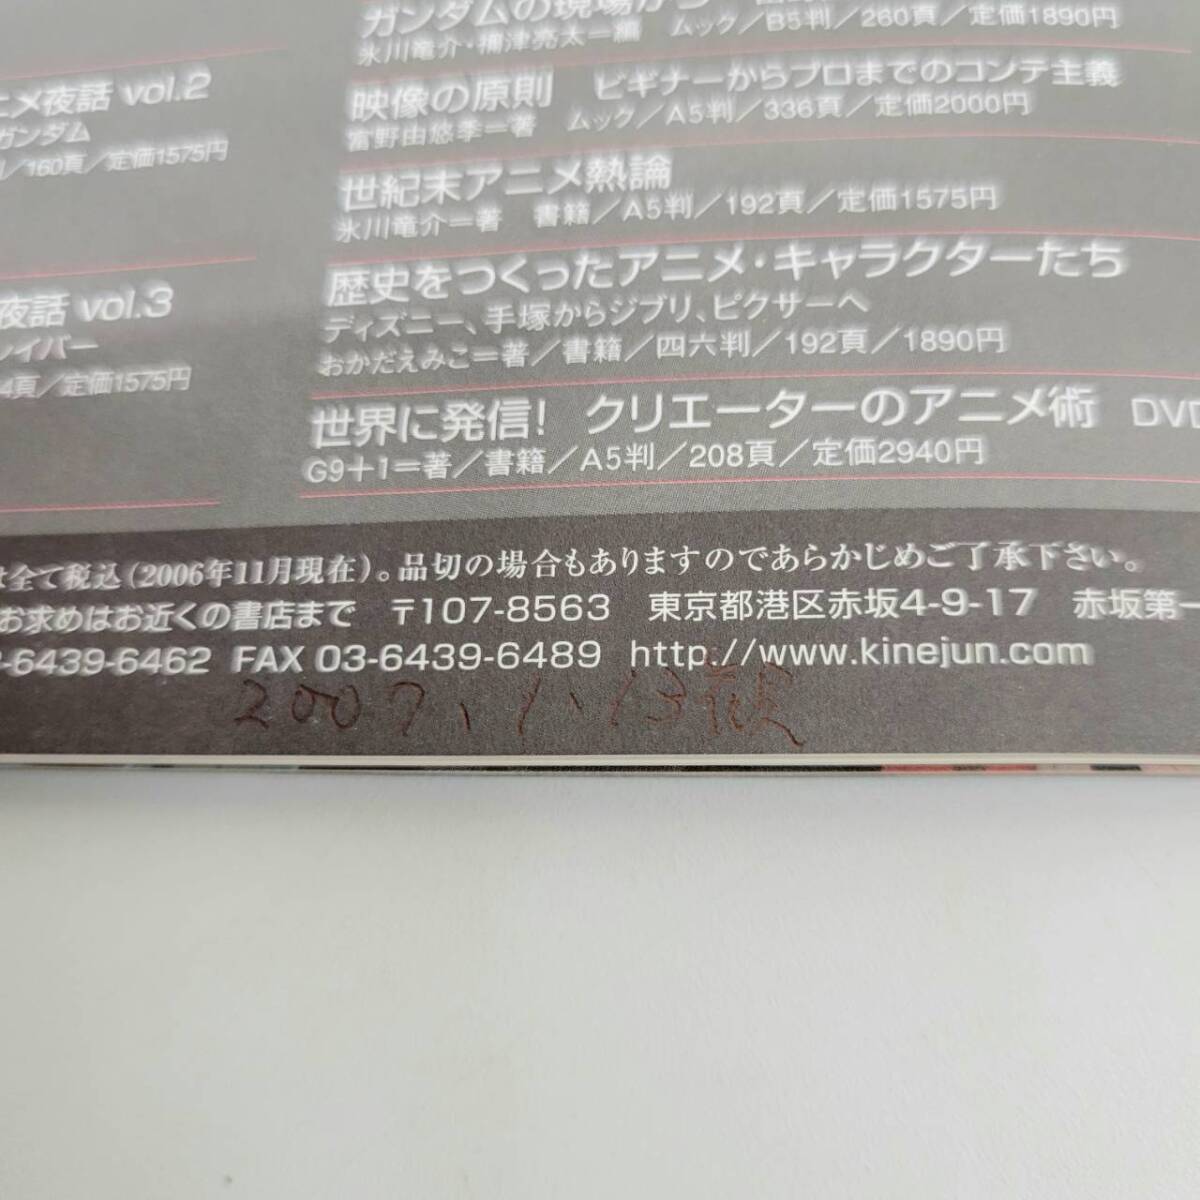 ニメ夜話 vol.2
ガンダム
／160頁／定価1575円
夜話 vol.3
レイバー
4頁／定価1575円
ガンダムの現場から
氷川竜介・藤津亮太＝編　ムック／B5判／260頁／定価1890円
映像の原則　ビギナーからプロまでのコンテ主義
富野由悠季＝著　ムック／A5判／336頁／定価2000円
世紀末アニメ熱論
氷川竜介＝著　書籍／A5判／192頁／定価1575円
歴史をつくったアニメ・キャラクターたち
ディズニー、手塚からジブリ、ピクサーへ
おかだえみこ＝著／書籍／四六判／192頁／1890円
世界に発信！　クリエーターのアニメ術　DVD
G9+1＝著／書籍／A5判／208頁／定価2940円
は全て税込（2006年11月現在）。品切の場合もありますのであらかじめご了承下さい。
お求めはお近くの書店まで　〒107-8563　東京都港区赤坂4-9-17　赤坂第一
-6439-6462 FAX 03-6439-6489 http://www.kinejun.com
2007、1・13